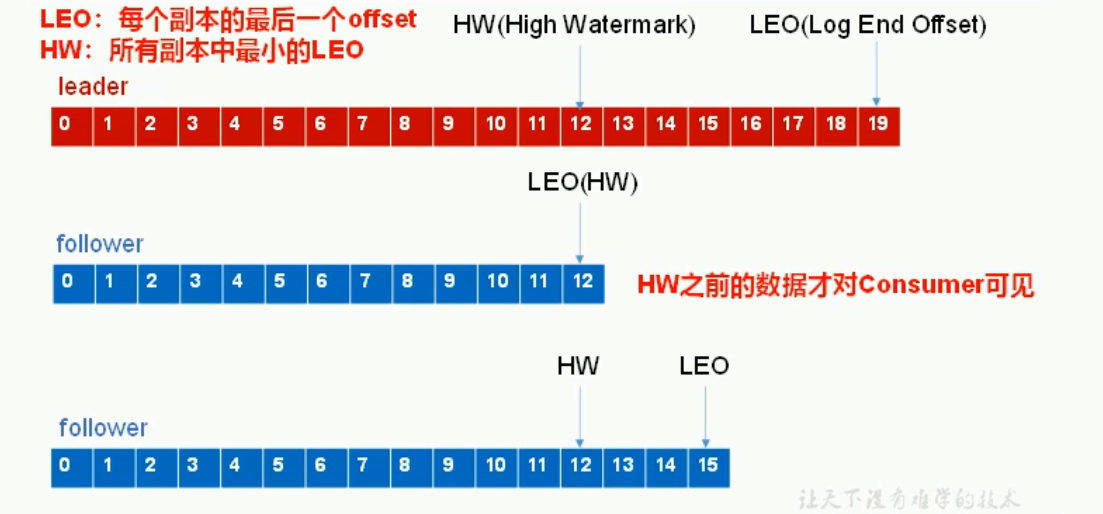 LEO：每个副本的最后一个offset
HW：所有副本中最小的LEO
HW(High Watermark)
LEO(Log End Offset)
leader
0 1 2 3 4 5 6 7 8 9 10 11 12 13 14 15 16 17 18 19
LEO(HW)
follower
0 1 2 3 4 5 6 7 8 9 10 11 12
HW之前的数据才对Consumer可见
HW
LEO
follower
0 1 2 3 4 5 6 7 8 9 10 11 12 13 14 15
让天下没有难学的技术